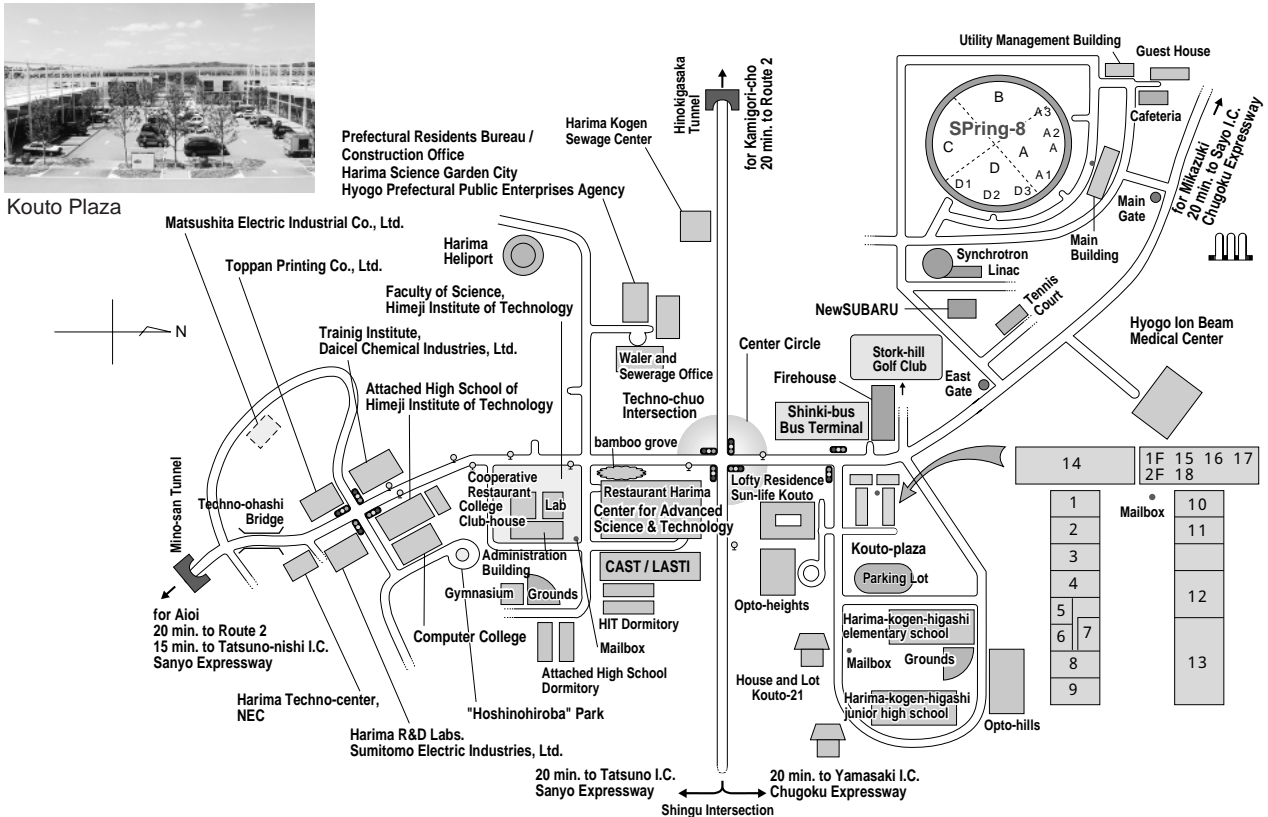 Kouto Plaza
Matsushita Electric Industrial Co., Ltd.
Toppan Printing Co., Ltd.
Trainig Institute,
Daicel Chemical Industries, Ltd.
Attached High School of
Himeji Institute of Technology
Prefectural Residents Bureau /
Construction Office
Harima Science Garden City
Hyogo Prefectural Public Enterprises Agency
Harima Kogen
Sewage Center
Harima
Heliport
Faculty of Science,
Himeji Institute of Technology
N
Hinokigasaka
Tunnel
for Kamigori-cho
20 min. to Route 2
Utility Management Building
Guest House
Cafeteria
SPring-8
B
C
A
D
A3
A2
A
A1
D1
D2
D3
Main
Gate
Main
Building
for Mikazuki
20 min. to Sayo I.C.
Chugoku Expressway
Synchrotron
Linac
NewSUBARU
Tennis
Court
Hyogo Ion Beam
Medical Center
Waler and
Sewerage Office
Center Circle
Stork-hill
Golf Club
East
Gate
Firehouse
Techno-chuo
Intersection
Shinki-bus
Bus Terminal
bamboo grove
Mino-san Tunnel
Techno-ohashi
Bridge
Cooperative
Restaurant
College
Club-house
Lab
Restaurant Harima
Center for Advanced
Science & Technology
Lofty Residence
Sun-life Kouto
Administration
Building
CAST / LASTI
Gymnasium
Grounds
HIT Dormitory
Mailbox
Computer College
Attached High School
Dormitory
"Hoshinohiroba" Park
for Aioi
20 min. to Route 2
15 min. to Tatsuno-nishi I.C.
Sanyo Expressway
Harima Techno-center,
NEC
Harima R&D Labs.
Sumitomo Electric Industries, Ltd.
Opto-heights
Kouto-plaza
Parking Lot
Harima-kogen-higashi
elementary school
Mailbox
Grounds
House and Lot
Kouto-21
Harima-kogen-higashi
junior high school
Opto-hills
20 min. to Tatsuno I.C.
Sanyo Expressway
20 min. to Yamasaki I.C.
Chugoku Expressway
Shingu Intersection
14
1F 15 16 17
2F 18
1
2
3
4
5
6
7
8
9
Mailbox
10
11
12
13